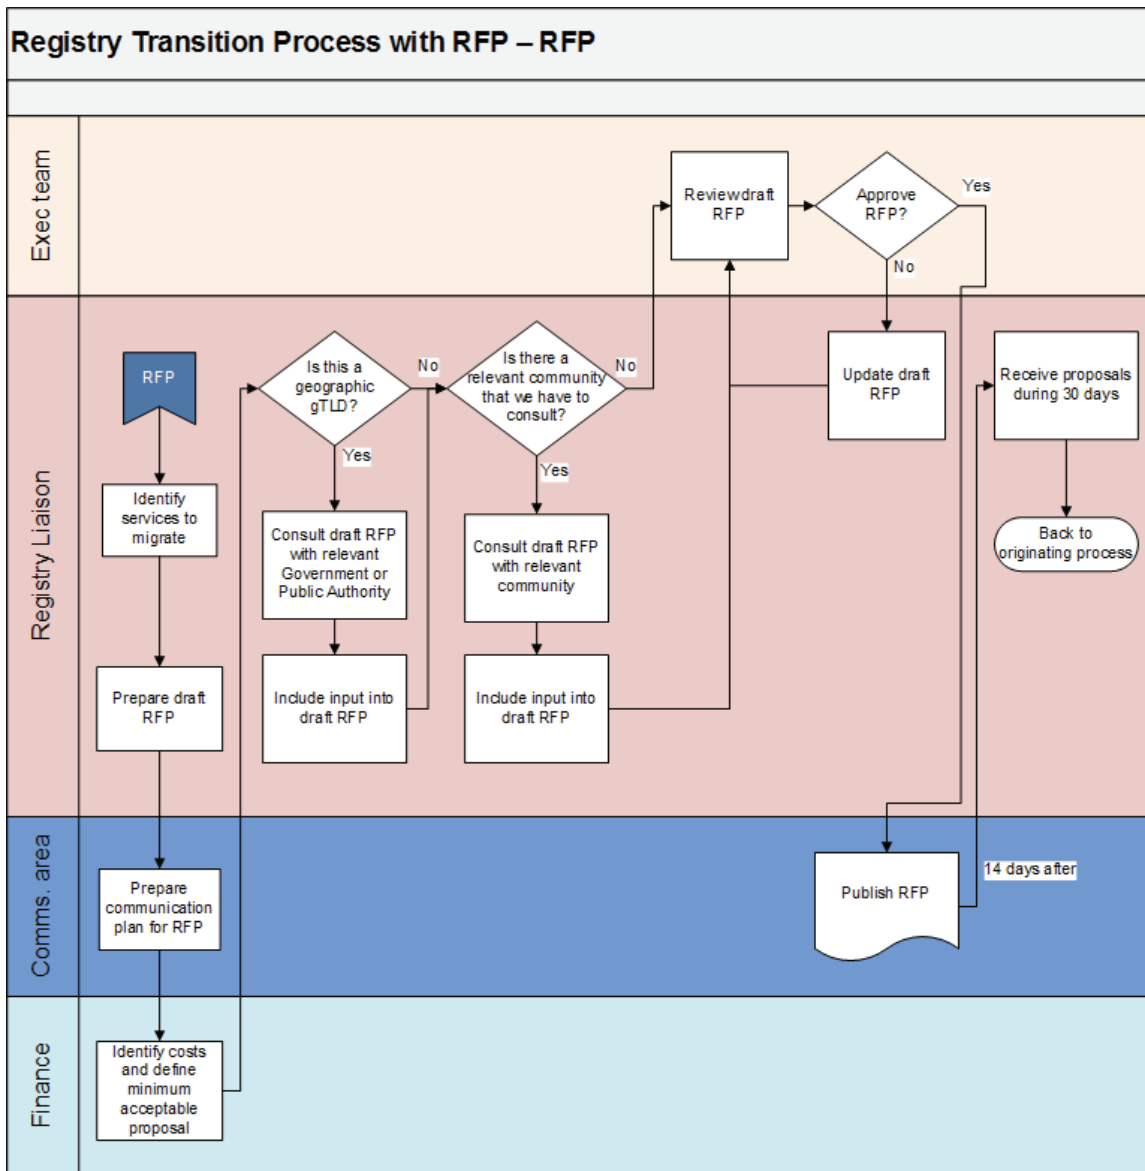 Registry Transition Process with RFP – RFP
Exec team
Reviewdraft
RFP
Approve
RFP?
Yes
No
Registry Liaison
RFP
Identify
services to
migrate
Prepare draft
RFP
Is this a
geographic
gTLD?
No
Yes
Consult draft RFP
with relevant
Government or
Public Authority
Include input into
draft RFP
Is there a
relevant community
that we have to
consult?
No
Yes
Consult draft RFP
with relevant
community
Include input into
draft RFP
Update draft
RFP
Receive proposals
during 30 days
Back to
originating process
Comms. area
Prepare
communication
plan for RFP
Publish RFP
14 days after
Finance
Identify costs
and define
minimum
acceptable
proposal